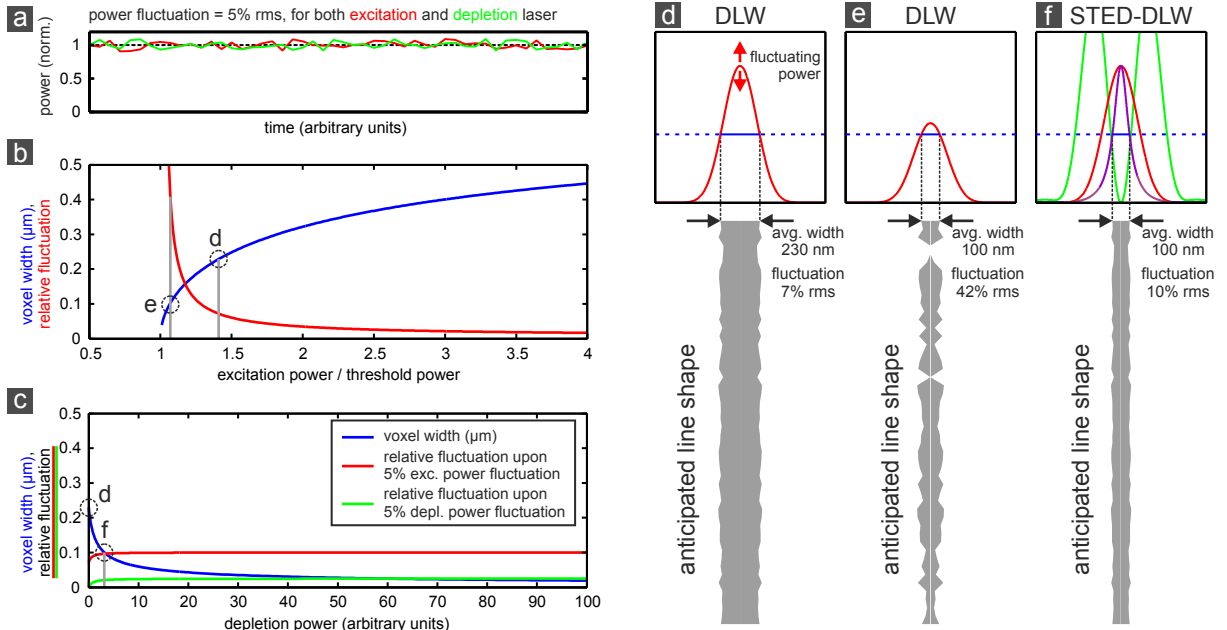 a
power fluctuation = 5% rms, for both excitation and depletion laser
power (norm.)
1
0.5
0
time (arbitrary units)
b
voxel width (µm),
relative fluctuation
0.5
0.4
0.3
0.2
0.1
0
d
e
0.5
1
1.5
2
2.5
3
3.5
4
excitation power / threshold power
c
voxel width (µm),
relative fluctuation
0.5
0.4
0.3
0.2
0.1
0
d
f
voxel width (µm)
relative fluctuation upon
5% exc. power fluctuation
relative fluctuation upon
5% depl. power fluctuation
0
10
20
30
40
50
60
70
80
90
100
depletion power (arbitrary units)
d
DLW
fluctuating
power
avg. width
230 nm
fluctuation
7% rms
anticipated line shape
e
DLW
avg. width
100 nm
fluctuation
42% rms
anticipated line shape
f
STED-DLW
avg. width
100 nm
fluctuation
10% rms
anticipated line shape